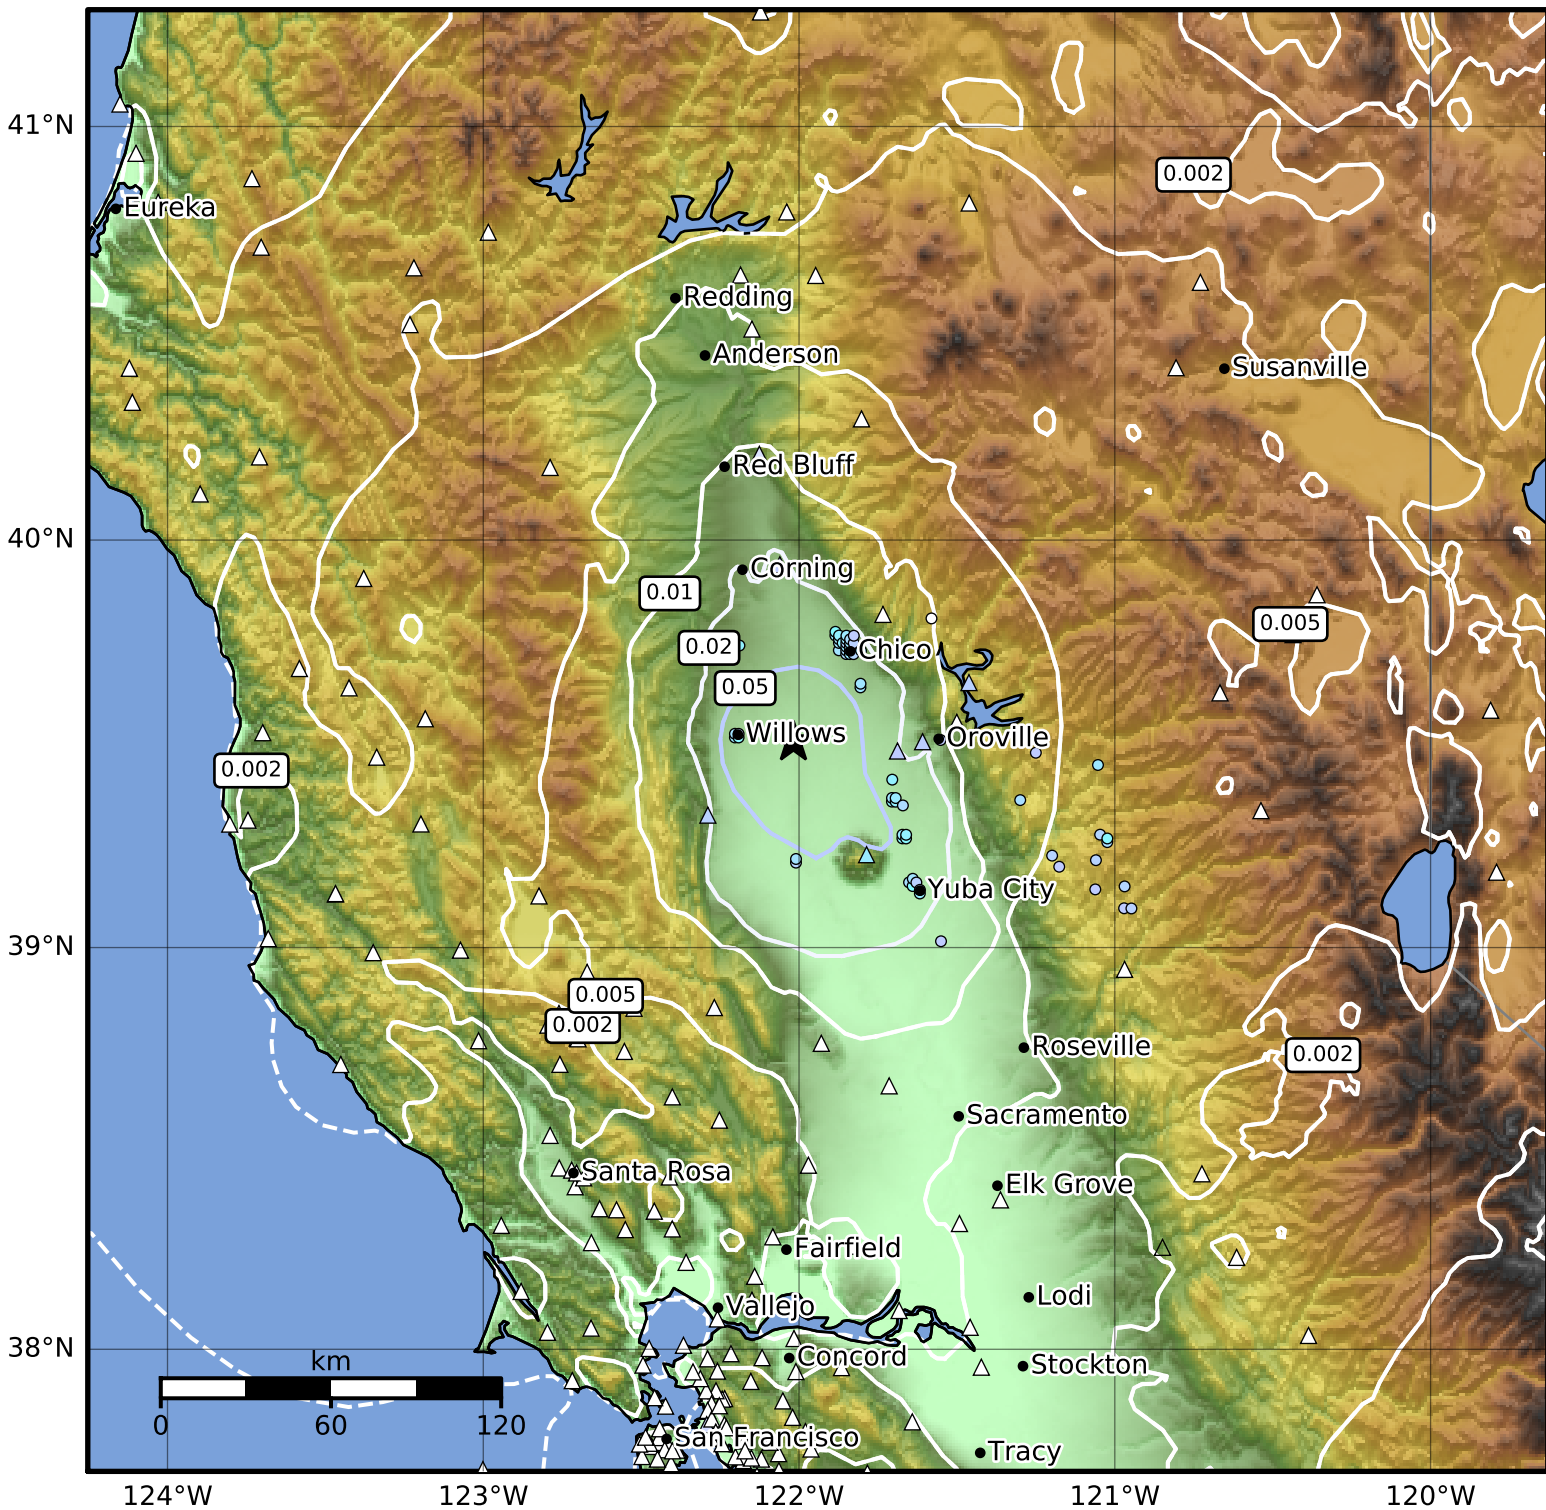 41°N
0.002
Eureka
Redding
Anderson
Susanville
Red Bluff
40°N
Corning
0.01
0.005
0.02
Chico
0.05
Willows
Oroville
0.002
Yuba City
39°N
0.005
0.002
Roseville
0.002
Sacramento
Santa Rosa
Elk Grove
Fairfield
Lodi
Vallejo
38°N
Concord
Stockton
km
0 60 120
San Francisco
Tracy
124°W 123°W 122°W 121°W 120°W